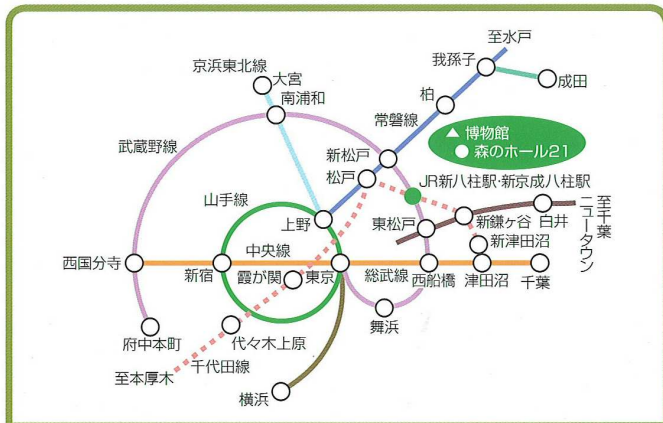 至水戸
京浜東北線
大宮
我孫子
成田
南浦和
柏
常磐線
武蔵野線
▲ 博物館
● 森のホール21
新松戸
松戸
JR新八柱駅・新京成八柱駅
山手線
上野
東松戸
新鎌ヶ谷
白井
至千葉
ニュータウン
新津田沼
中央線
西国分寺
新宿
霞が関
東京
総武線
西船橋
津田沼
千葉
舞浜
府中本町
代々木上原
千代田線
至本厚木
横浜